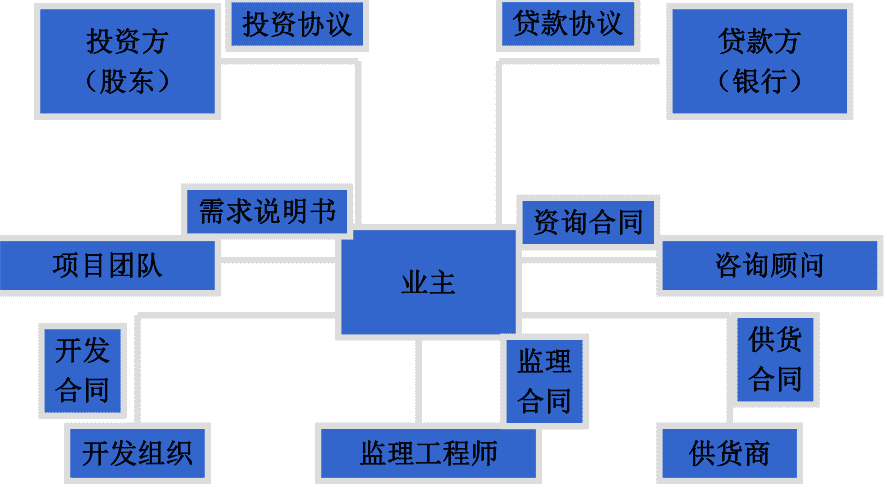 投资方
（股东）
投资协议
贷款协议
贷款方
（银行）
需求说明书
资询合同
项目团队
业主
咨询顾问
开发
合同
监理
合同
供货
合同
开发组织
监理工程师
供货商